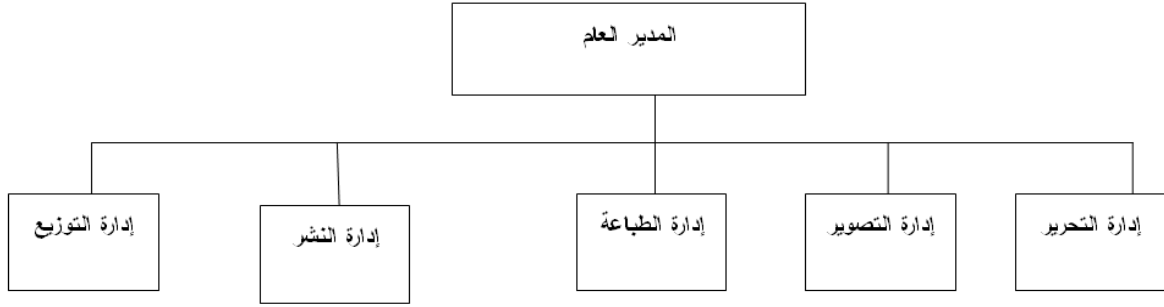 المدير العام
إدارة التحرير
إدارة التصوير
إدارة الطباعة
إدارة النشر
إدارة التوزيع